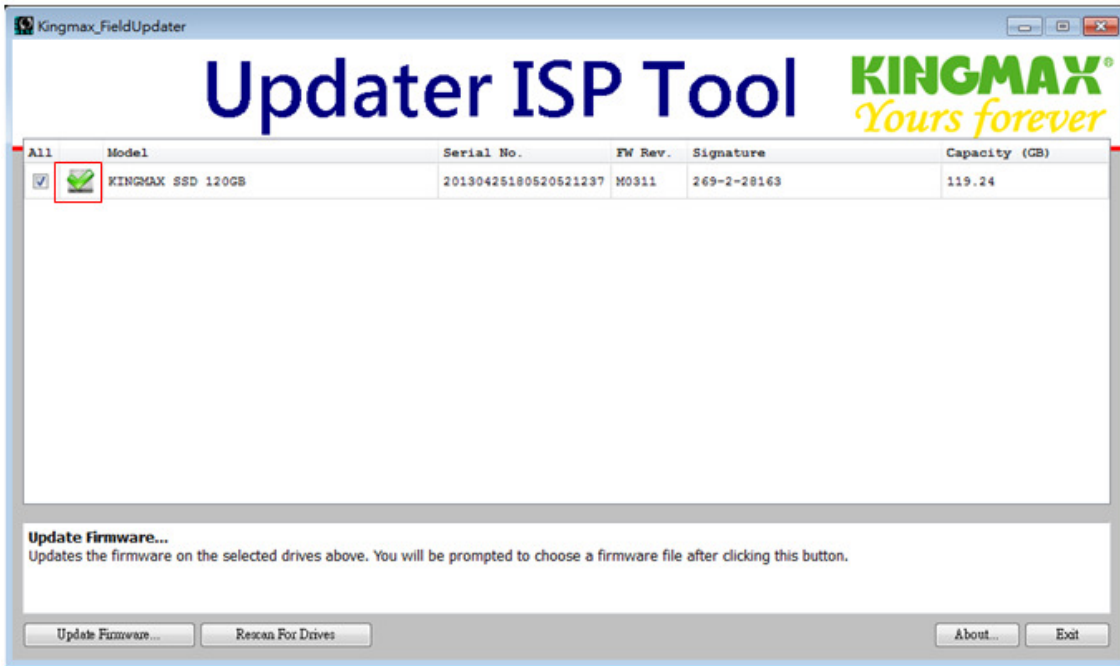 Kingmax_FieldUpdater
Updater ISP Tool
KINGMAX®
Yours forever
All Model Serial No. FW Rev. Signature Capacity (GB)
KINGMAX SSD 120GB 20130425180520521237 M0311 269-2-28163 119.24
Update Firmware...
Updates the firmware on the selected drives above. You will be prompted to choose a firmware file after clicking this button.
Update Firmware... Rescan For Drives About... Exit